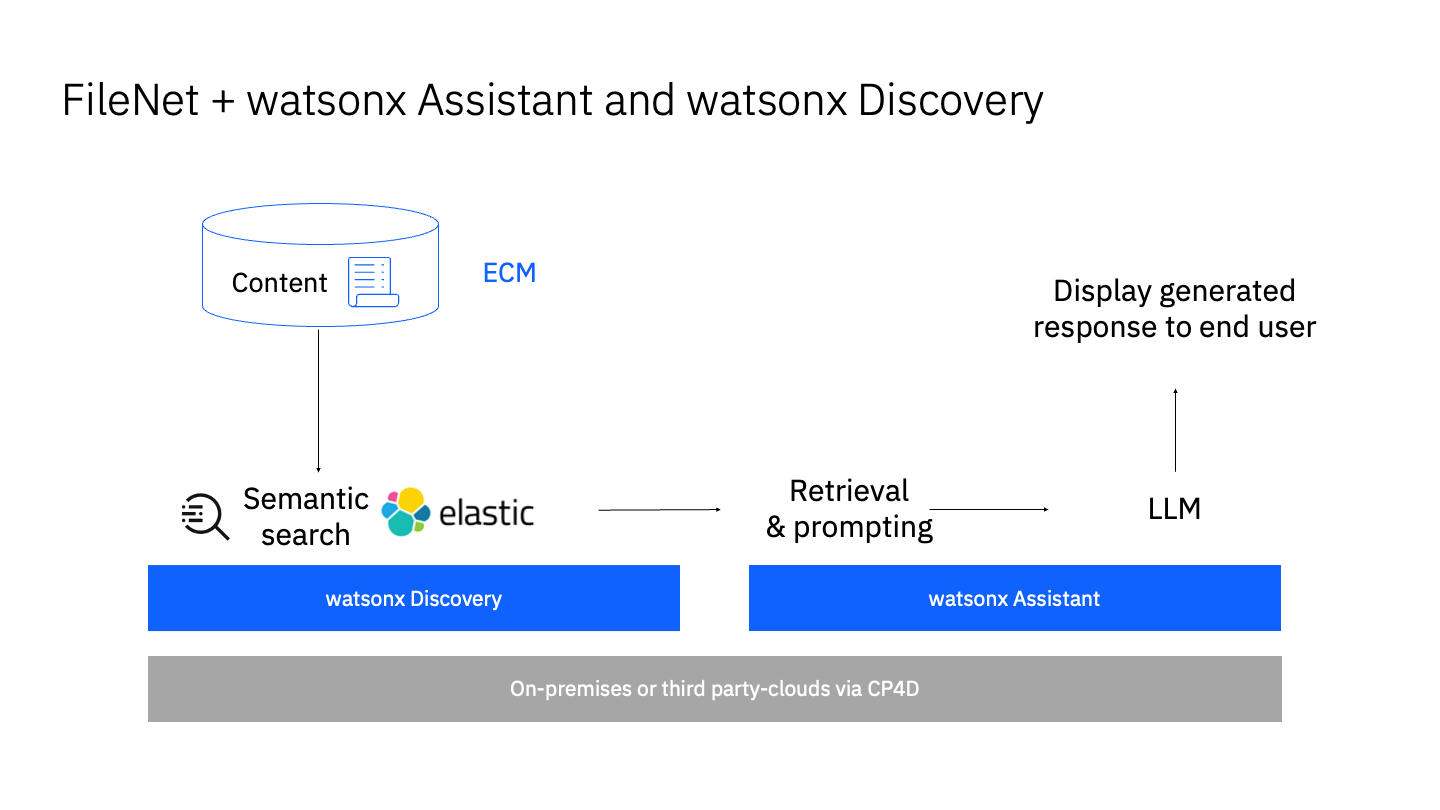 FileNet + watsonx Assistant and watsonx Discovery
Content
ECM
Display generated
response to end user
Semantic
search
elastic
Retrieval
& prompting
LLM
watsonx Discovery
watsonx Assistant
On-premises or third party-clouds via CP4D